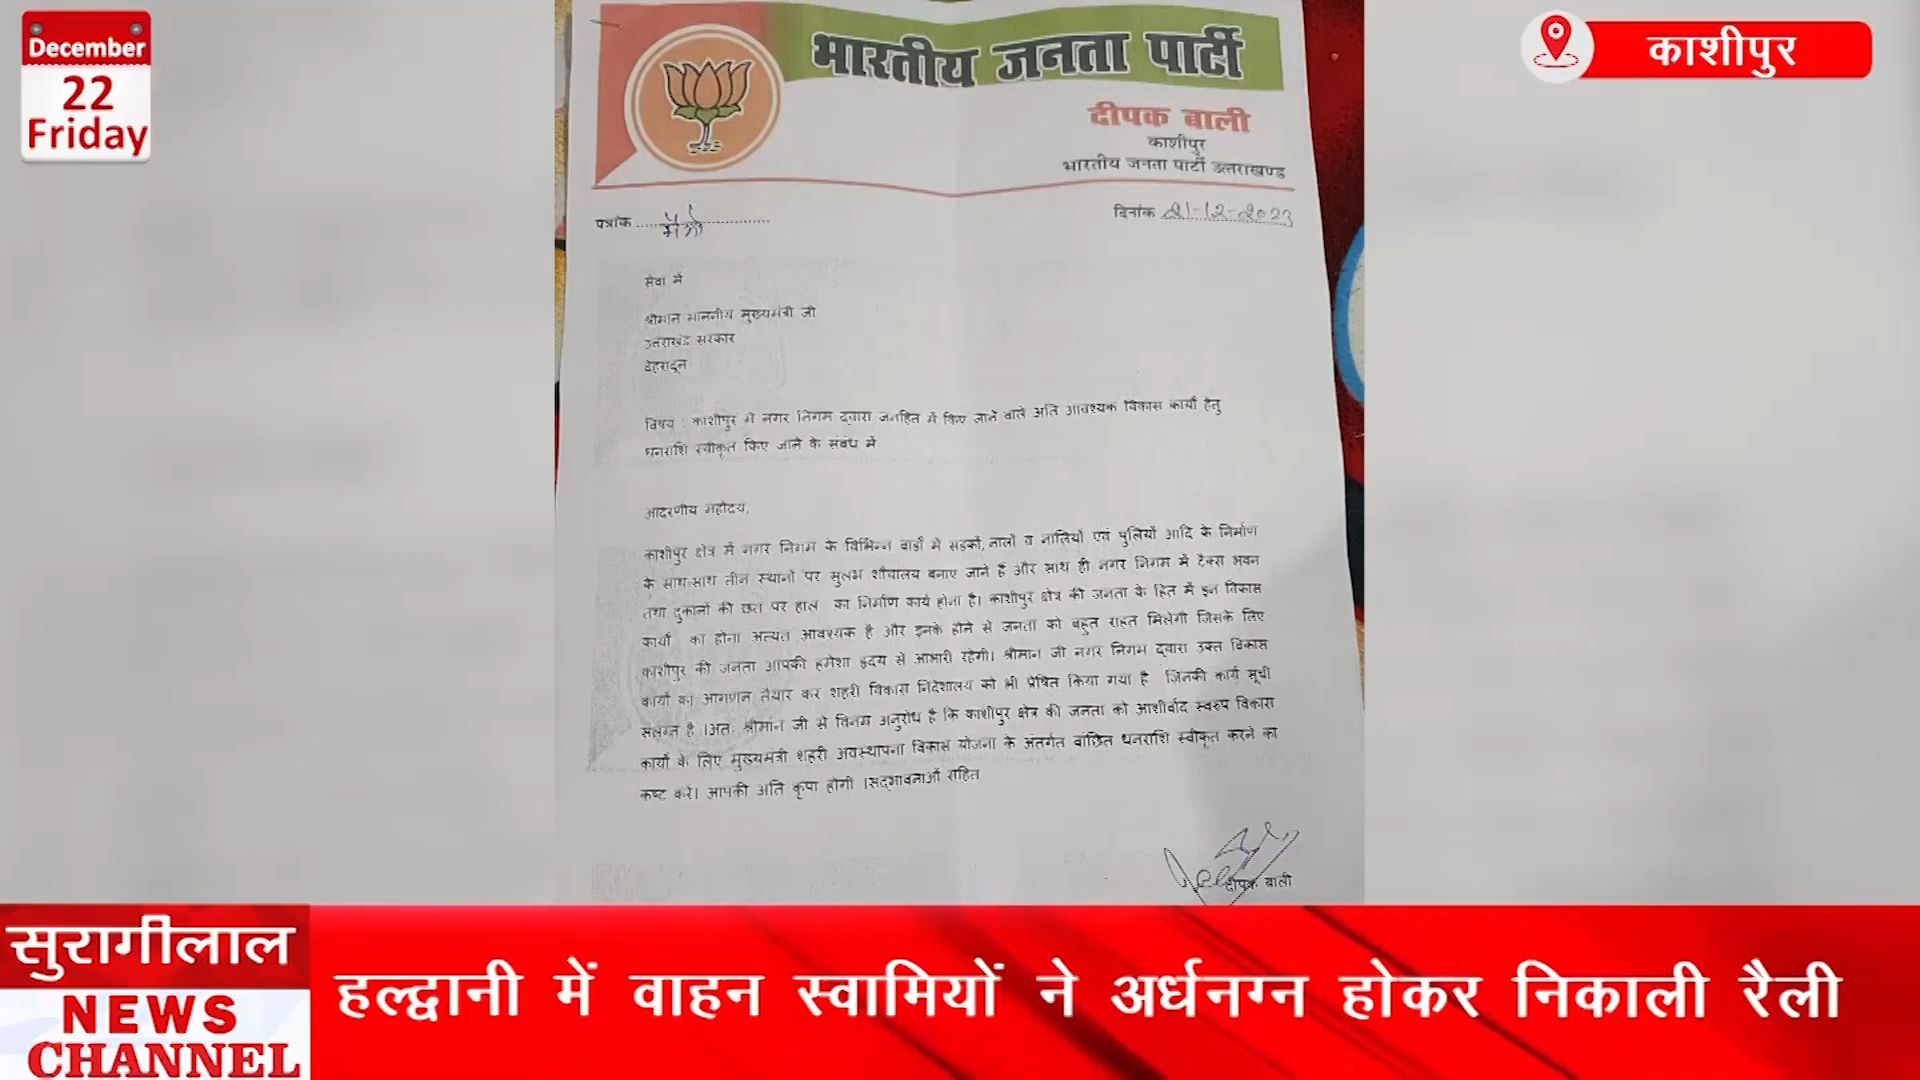 December
22
Friday
काशीपुर
भारतीय जनता पार्टी
दीपक बाली
काशीपुर
भारतीय जनता पार्टी उत्तराखण्ड
पत्रांक
दिनांक 21-12-2023
सेवा में
श्रीमान माननीय मुख्यमंत्री जी
उत्तराखंड सरकार
देहरादून
विषय : काशीपुर में नगर निगम द्वारा जनहित में किए जाने वाले अति आवश्यक विकास कार्यों हेतु
धनराशि स्वीकृत किए जाने के संबंध में
आदरणीय महोदय,
काशीपुर क्षेत्र में नगर निगम के विभिन्न वार्डों में सड़कों, नालों व नालियों एवं पुलियों आदि के निर्माण
के साथ-साथ तीन स्थानों पर सुलभ शौचालय बनाए जाने हैं और साथ ही नगर निगम में टैक्स भवन
तथा दुकानों की छत पर हाल का निर्माण कार्य होना है। काशीपुर क्षेत्र की जनता के हित में इन विकास
कार्यों का होना अत्यंत आवश्यक है और इनके होने से जनता को बहुत राहत मिलेगी जिसके लिए
काशीपुर की जनता आपकी हमेशा ह्रदय से आभारी रहेगी। श्रीमान जी नगर निगम द्वारा उक्त विकास
कार्यों का आगणन तैयार कर शहरी विकास निदेशालय को भी प्रेषित किया गया है जिनकी कार्य सूची
संलग्न है ।अतः श्रीमान जी से विनम्र अनुरोध है कि काशीपुर क्षेत्र की जनता को आशीर्वाद स्वरुप विकास
कार्यों के लिए मुख्यमंत्री शहरी अवस्थापना विकास योजना के अंतर्गत वांछित धनराशि स्वीकृत करने का
कष्ट करें। आपकी अति कृपा होगी ।सद्भावनाओं सहित
दीपक बाली
सुरागीलाल
NEWS
CHANNEL
हल्द्वानी में वाहन स्वामियों ने अर्धनग्न होकर निकाली रैली